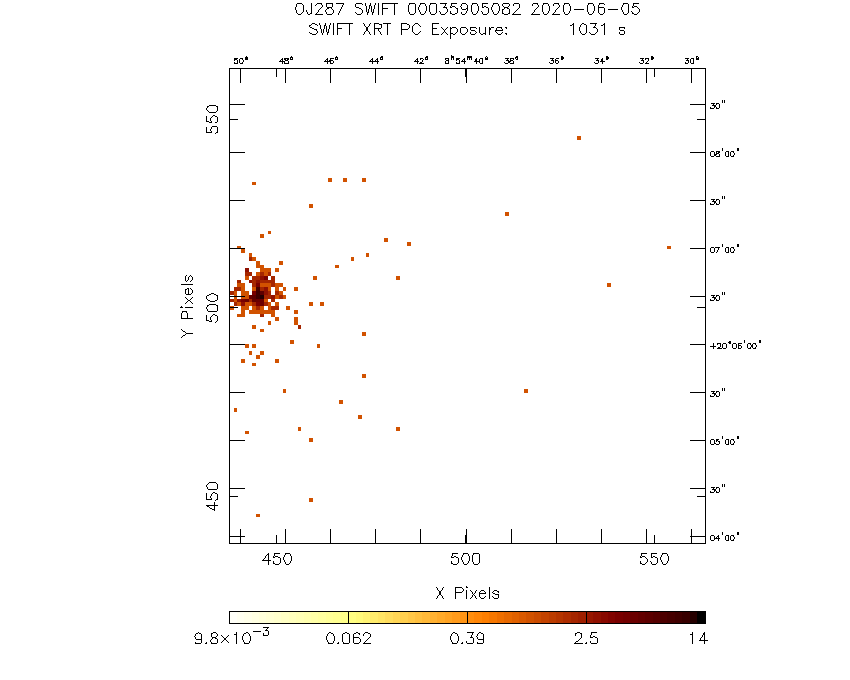 OJ287 SWIFT 00035905082 2020-06-05
SWIFT XRT PC Exposure: 1031 s
50ˢ 48ˢ 46ˢ 44ˢ 42ˢ 8ʰ54ᵐ40ˢ 38ˢ 36ˢ 34ˢ 32ˢ 30ˢ
30"
08'00"
30"
07'00"
30"
+20°06'00"
30"
05'00"
30"
04'00"
550
500
450
Y Pixels
450 500 550
X Pixels
9.8×10⁻³ 0.062 0.39 2.5 14